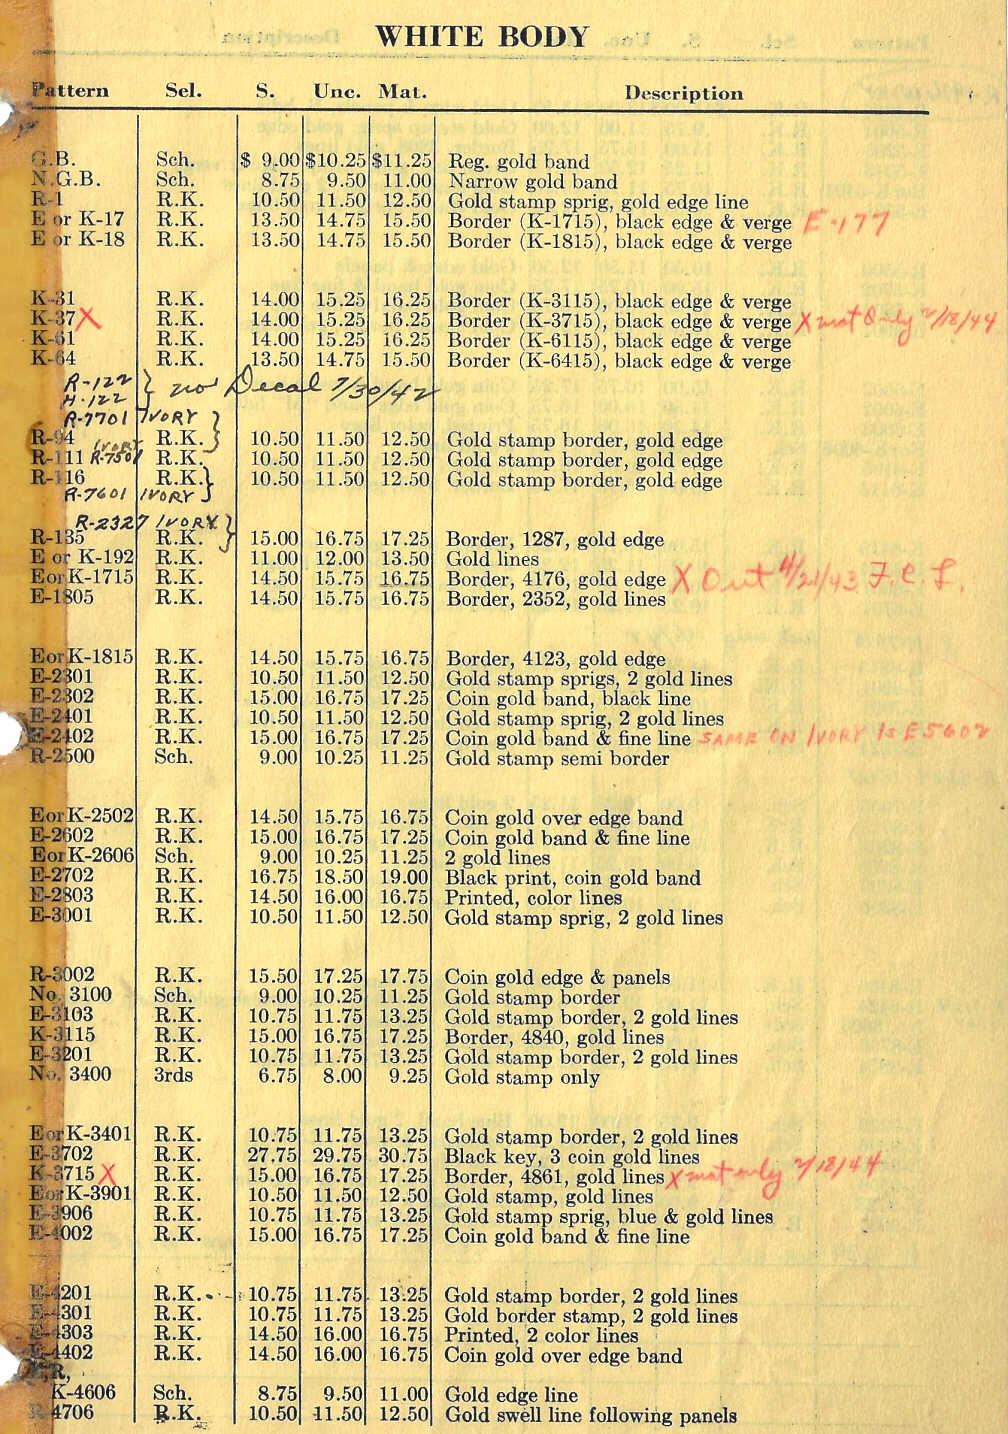 WHITE BODY
Pattern Sel. S. Unc. Mat. Description
G.B. Sch. $ 9.00 $10.25 $11.25 Reg. gold band
N.G.B. Sch. 8.75 9.50 11.00 Narrow gold band
R-1 R.K. 10.50 11.50 12.50 Gold stamp sprig, gold edge line
E or K-17 R.K. 13.50 14.75 15.50 Border (K-1715), black edge & verge E-177
E or K-18 R.K. 13.50 14.75 15.50 Border (K-1815), black edge & verge
K-31 R.K. 14.00 15.25 16.25 Border (K-3115), black edge & verge
K-37 X R.K. 14.00 15.25 16.25 Border (K-3715), black edge & verge X mat Only 2/18/44
K-61 R.K. 14.00 15.25 16.25 Border (K-6115), black edge & verge
K-64 R.K. 13.50 14.75 15.50 Border (K-6415), black edge & verge
R-122
H-122 } no Decal 7/30/42
R-7701 IVORY
R-94 R.K. 10.50 11.50 12.50 Gold stamp border, gold edge
R-111 R-7501 IVORY R.K. 10.50 11.50 12.50 Gold stamp border, gold edge
R-116 R.K. 10.50 11.50 12.50 Gold stamp border, gold edge
R-7601 IVORY
R-2327 IVORY
R-135 R.K. 15.00 16.75 17.25 Border, 1287, gold edge
E or K-192 R.K. 11.00 12.00 13.50 Gold lines
E or K-1715 R.K. 14.50 15.75 16.75 Border, 4176, gold edge X Out 4/21/43
E-1805 R.K. 14.50 15.75 16.75 Border, 2352, gold lines
E or K-1815 R.K. 14.50 15.75 16.75 Border, 4123, gold edge
E-2301 R.K. 10.50 11.50 12.50 Gold stamp sprigs, 2 gold lines
E-2302 R.K. 15.00 16.75 17.25 Coin gold band, black line
E-2401 R.K. 10.50 11.50 12.50 Gold stamp sprig, 2 gold lines
E-2402 R.K. 15.00 16.75 17.25 Coin gold band & fine line SAME ON IVORY IS E5602
R-2500 Sch. 9.00 10.25 11.25 Gold stamp semi border
E or K-2502 R.K. 14.50 15.75 16.75 Coin gold over edge band
E-2602 R.K. 15.00 16.75 17.25 Coin gold band & fine line
E or K-2606 Sch. 9.00 10.25 11.25 2 gold lines
E-2702 R.K. 16.75 18.50 19.00 Black print, coin gold band
E-2803 R.K. 14.50 16.00 16.75 Printed, color lines
E-3001 R.K. 10.50 11.50 12.50 Gold stamp sprig, 2 gold lines
R-3002 R.K. 15.50 17.25 17.75 Coin gold edge & panels
No. 3100 Sch. 9.00 10.25 11.25 Gold stamp border
E-3103 R.K. 10.75 11.75 13.25 Gold stamp border, 2 gold lines
K-3115 R.K. 15.00 16.75 17.25 Border, 4840, gold lines
E-3201 R.K. 10.75 11.75 13.25 Gold stamp border, 2 gold lines
No. 3400 3rds 6.75 8.00 9.25 Gold stamp only
E or K-3401 R.K. 10.75 11.75 13.25 Gold stamp border, 2 gold lines
E-3702 R.K. 27.75 29.75 30.75 Black key, 3 coin gold lines
K-3715 X R.K. 15.00 16.75 17.25 Border, 4861, gold lines X mat only 2/18/44
E or K-3901 R.K. 10.50 11.50 12.50 Gold stamp, gold lines
E-3906 R.K. 10.75 11.75 13.25 Gold stamp sprig, blue & gold lines
E-4002 R.K. 15.00 16.75 17.25 Coin gold band & fine line
E-4201 R.K. 10.75 11.75 13.25 Gold stamp border, 2 gold lines
E-4301 R.K. 10.75 11.75 13.25 Gold border stamp, 2 gold lines
E-4303 R.K. 14.50 16.00 16.75 Printed, 2 color lines
E-4402 R.K. 14.50 16.00 16.75 Coin gold over edge band
E,R,
K-4606 Sch. 8.75 9.50 11.00 Gold edge line
R-4706 R.K. 10.50 11.50 12.50 Gold swell line following panels